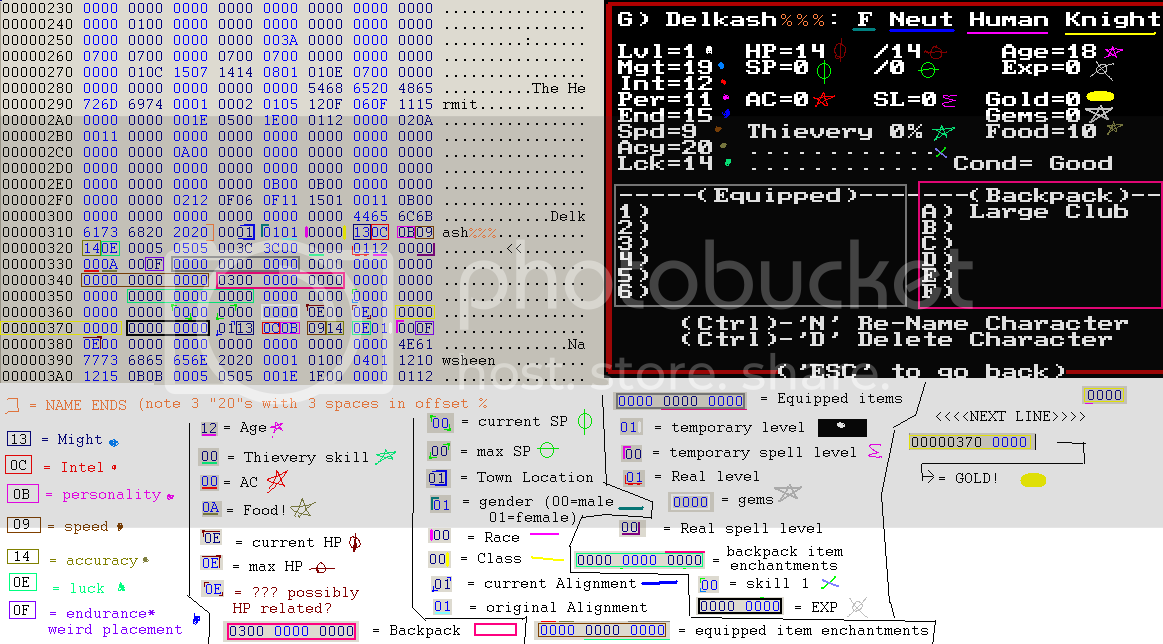 00000230 0000 0000 0000 0000 0000 0000 0000 0000 ................
00000240 0000 0000 0000 0000 0000 0000 0000 0000 ................
00000250 0000 0000 0000 0000 003A 0000 0000 0000 .........:......
00000260 0700 0700 0700 0700 0000 0000 0000 0000 ................
00000270 0000 010C 1507 1414 0801 010E 0700 0000 ................
00000280 0000 0000 0000 0000 0000 5468 6520 4865 ..........The He
00000290 726D 6974 0001 0002 0105 120F 060F 1115 rmit............
000002A0 0000 0000 001E 0500 1E00 0112 0000 020A ................
000002B0 0011 0000 0000 0000 0000 0000 0000 0000 ................
000002C0 0000 0000 0A00 0000 0000 0000 0000 0000 ................
000002D0 0000 0000 0000 0000 0000 0000 0000 0000 ................
000002E0 0000 0000 0000 0000 0B00 0B00 0000 0000 ................
000002F0 0000 0000 0212 0F06 0F11 1501 0011 0B00 ................
00000300 0000 0000 0000 0000 0000 0000 4465 6C6B ............Delk
00000310 6173 6820 2020 0001 0101 0000 130C 0B09 ash%%%
00000320 140E 0005 0505 003C 3C00 0000 0112 0000
00000330 000A 000F 0000 0000 0000 0000 0000 0000
00000340 0000 0000 0000 0000 0300 0000 0000 0000
00000350 0000 0000 0000 0000 0000 0000 0000 0000
00000360 0000 0000 0000 0000 0000 0E00 0E00 0000
00000370 0000 0000 0000 0113 0C0B 0914 0E01 000F
00000380 0E00 0000 0000 0000 0000 0000 0000 4E61 ..............Na
00000390 7773 6865 656E 2020 0001 0100 0401 1210 wsheen
000003A0 1215 0B0B 0005 0505 001E 1E00 0000 0112
G) Delkash%%%: F Neut Human Knight
Lvl=1 HP=14 /14 Age=18
Mgt=19 SP=0 /0 Exp=0
Int=12
Per=11 AC=0 SL=0 Gold=0
End=15 Gems=0
Spd=9 Thievery 0% Food=10
Acy=20 ..............
Lck=14 .............. Cond= Good
-----(Equipped)-----(Backpack)--
1) A) Large Club
2) B)
3) C)
4) D)
5) E)
6) F)
(Ctrl)-'N' Re-Name Character
(Ctrl)-'D' Delete Character
('ESC' to go back)
photobucket
host. store. share.
= NAME ENDS (note 3 "20"s with 3 spaces in offset %
13 = Might
0C = Intel
0B = personality
09 = speed
14 = accuracy
0E = luck
0F = endurance*
weird placement
12 = Age
00 = Thievery skill
00 = AC
0A = Food!
0E = current HP
0E = max HP
0E = ??? possibly
HP related?
0300 0000 0000 = Backpack
00 = current SP
00 = max SP
01 = Town Location
01 = gender (00=male
01=female)
00 = Race
00 = Class
01 = current Alignment
01 = original Alignment
0000 0000 0000 = Equipped items
01 = temporary level
00 = temporary spell level
01 = Real level
0000 = gems
00 = Real spell level
0000 0000 0000 = backpack item
enchantments
00 = skill 1
0000 0000 = EXP
0000 0000 0000 = equipped item enchantments
0000
<<<<NEXT LINE>>>>
00000370 0000
= GOLD!